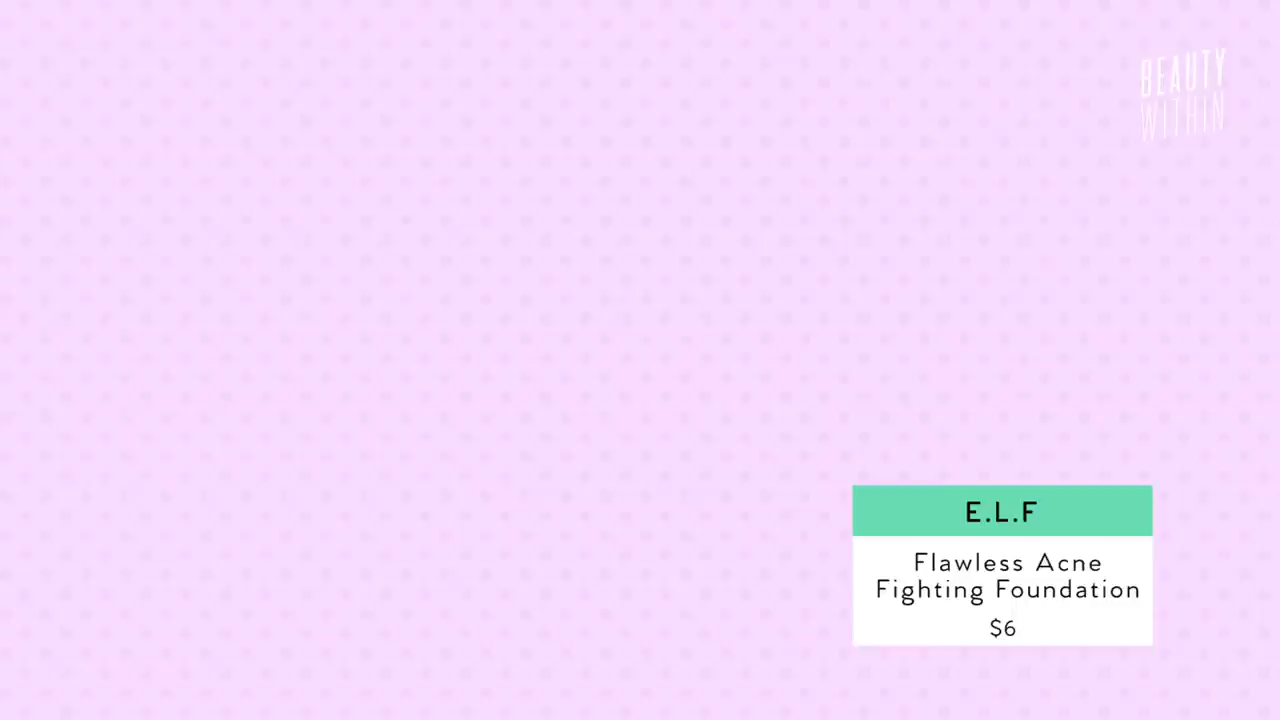 BEAUTY
WITHIN
E.L.F
Flawless Acne
Fighting Foundation
$6